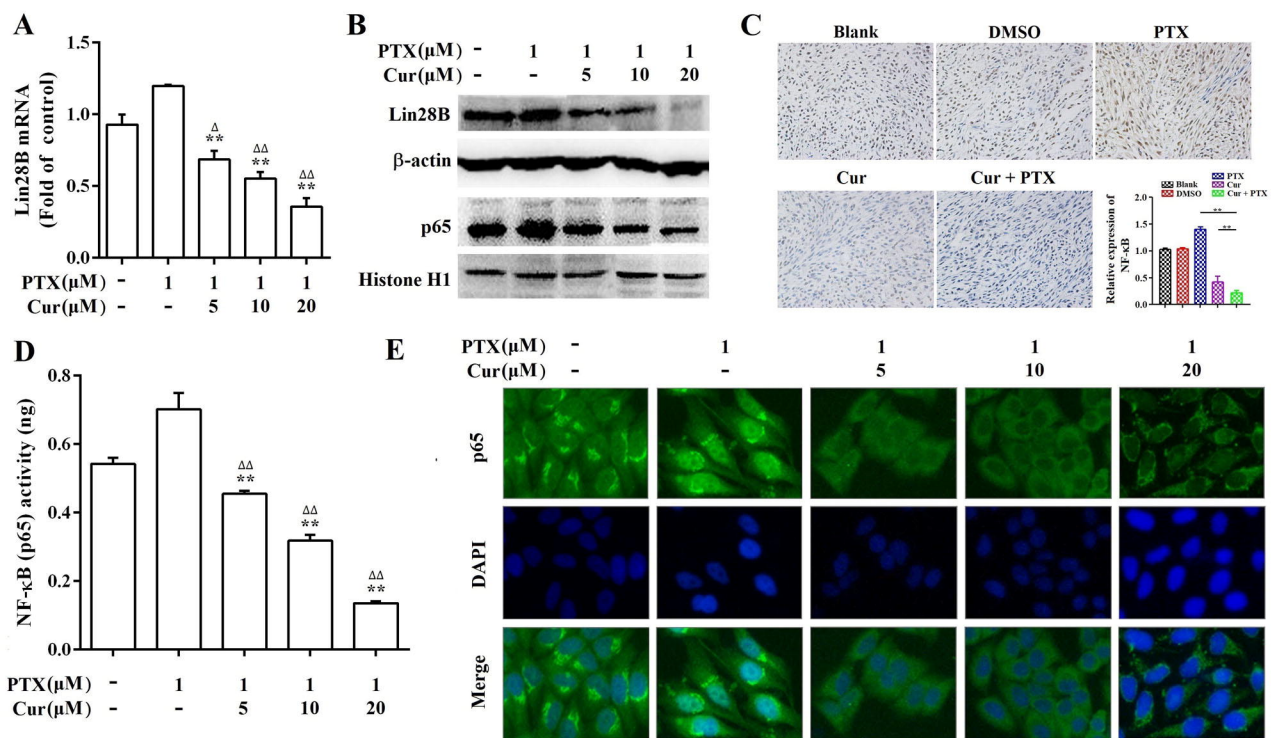 A
Lin28B mRNA
(Fold of control)
1.5
1.0
0.5
0.0
Δ
**
ΔΔ
**
ΔΔ
**
PTX(μM) - 1 1 1 1
Cur(μM) - - 5 10 20
B
PTX(μM) - 1 1 1 1
Cur(μM) - - 5 10 20
Lin28B
β-actin
p65
Histone H1
C
Blank DMSO PTX
Cur Cur + PTX
Blank
DMSO
PTX
Cur
Cur + PTX
Relative expression of
NF-κB
2.0
1.5
1.0
0.5
0.0
**
**
D
NF-κB (p65) activity (ng)
0.8
0.6
0.4
0.2
0.0
ΔΔ
**
ΔΔ
**
ΔΔ
**
PTX(μM) - 1 1 1 1
Cur(μM) - - 5 10 20
E
PTX(μM) - 1 1 1 1
Cur(μM) - - 5 10 20
p65
DAPI
Merge